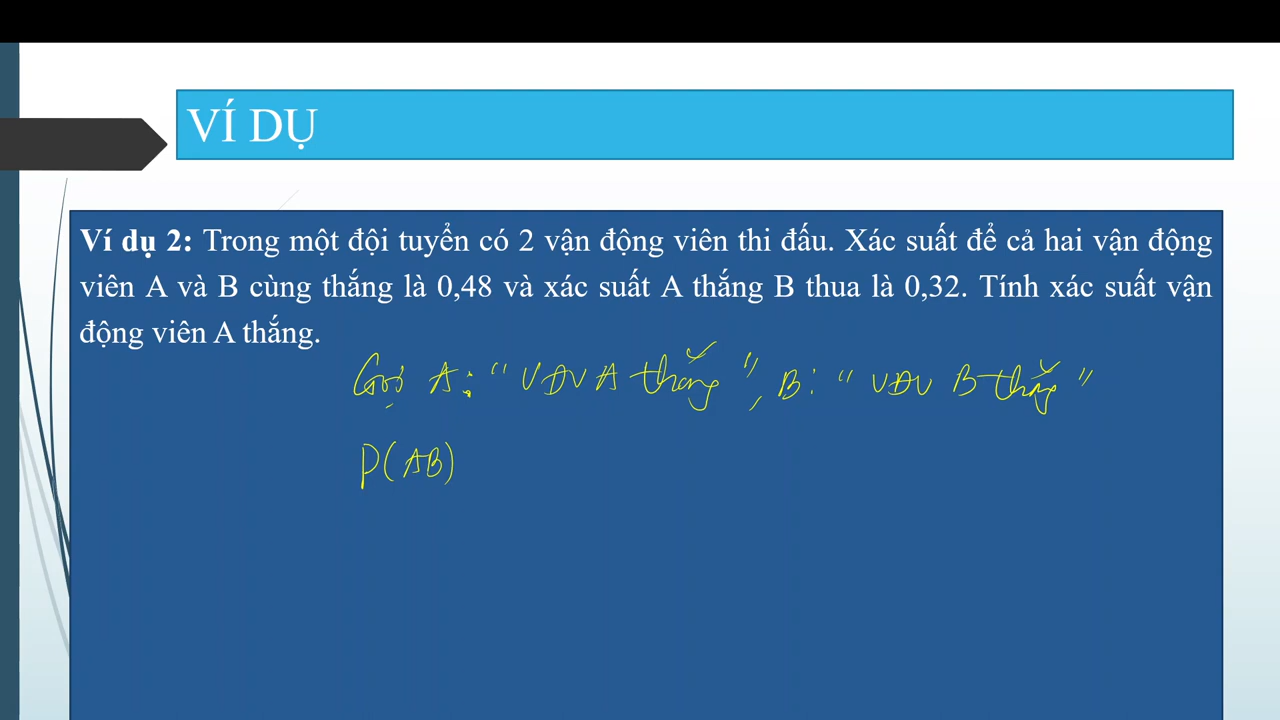 VÍ DỤ
Ví dụ 2: Trong một đội tuyển có 2 vận động viên thi đấu. Xác suất để cả hai vận động
viên A và B cùng thắng là 0,48 và xác suất A thắng B thua là 0,32. Tính xác suất vận
động viên A thắng.
Gọi A: "VĐV A thắng", B: "VĐV B thắng"
P(AB)